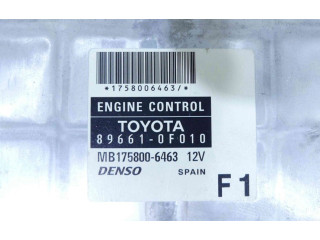 *1758006463/*
ENGINE CONTROL
TOYOTA
89661-0F010
MB175800-6463 12V
DENSO SPAIN F1